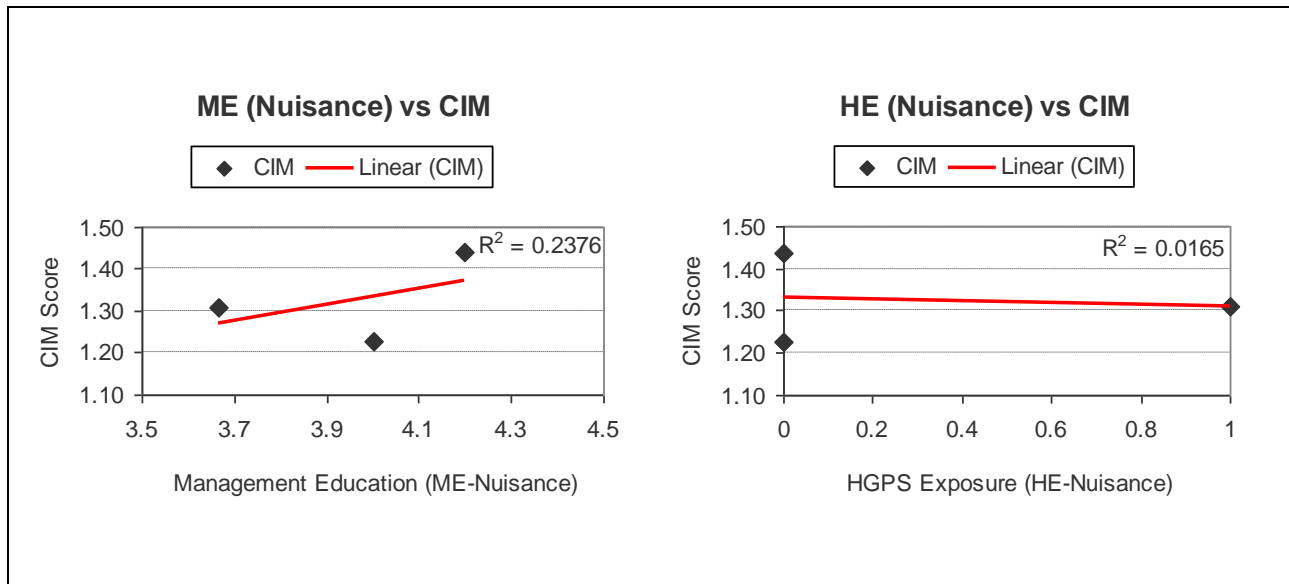 ME (Nuisance) vs CIM
CIM Linear (CIM)
R² = 0.2376
1.50
1.40
1.30
1.20
1.10
CIM Score
3.5 3.7 3.9 4.1 4.3 4.5
Management Education (ME-Nuisance)
HE (Nuisance) vs CIM
CIM Linear (CIM)
R² = 0.0165
1.50
1.40
1.30
1.20
1.10
CIM Score
0 0.2 0.4 0.6 0.8 1
HGPS Exposure (HE-Nuisance)